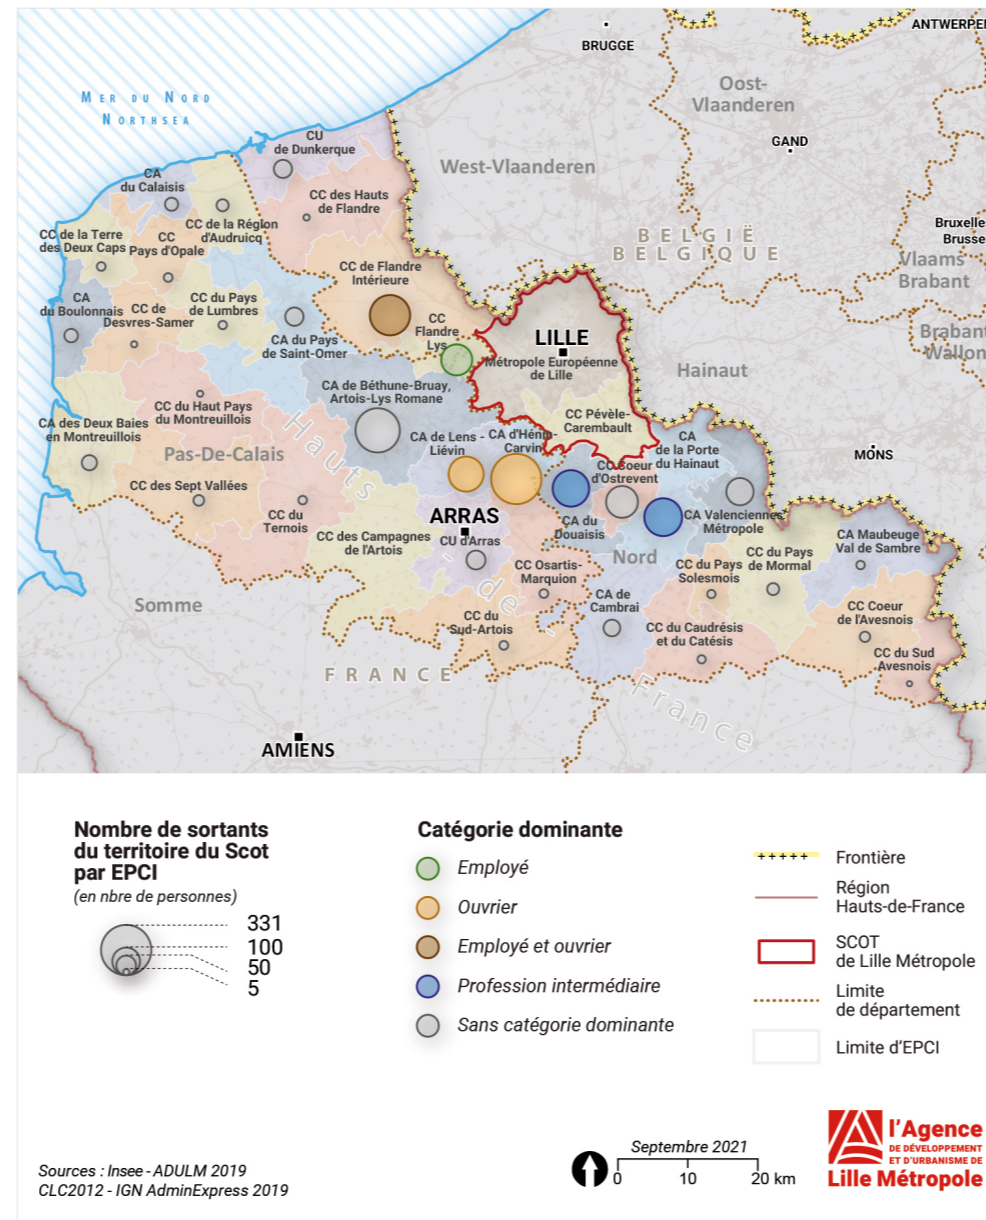 MER DU NORD
NORTHSEA
BRUGGE
ANTWERPEN
Oost-
Vlaanderen
GAND
West-Vlaanderen
BELGIË
BELGIQUE
Bruxelle
Brusse
Vlaams
Brabant
Brabant
Wallon
Hainaut
MONS
CU
de Dunkerque
CA
du Calaisis
CC des Hauts
de Flandre
CC de la Région
d'Audruicq
CC de la Terre
des Deux Caps
CC
Pays d'Opale
CC de Flandre
Intérieure
CA
du Boulonnais
CC de
Desvres-Samer
CC du Pays
de Lumbres
CA du Pays
de Saint-Omer
CC
Flandre
Lys
LILLE
Métropole Européenne
de Lille
CC Pévèle-
Carembault
CA de Béthune-Bruay,
Artois-Lys Romane
CC du Haut Pays
du Montreuillois
CA des Deux Baies
en Montreuillois
Pas-De-Calais
CA de Lens -
Liévin
CA d'Hénin-
Carvin
CC Coeur
d'Ostrevent
CA
de la Porte
du Hainaut
CC des Sept Vallées
CC du
Ternois
ARRAS
CU d'Arras
CA du
Douaisis
CA Valenciennes
Métropole
CC des Campagnes
de l'Artois
Nord
CC Osartis-
Marquion
CC du Pays
Solesmois
CC du Pays
de Mormal
CA Maubeuge
Val de Sambre
Somme
CC du
Sud-Artois
CA de
Cambrai
CC du Caudrésis
et du Catésis
CC Coeur
de l'Avesnois
CC du Sud
Avesnois
Hauts - de -
France
FRANCE
AMIENS
Nombre de sortants
du territoire du Scot
par EPCI
(en nbre de personnes)
331
100
50
5
Catégorie dominante
Employé
Ouvrier
Employé et ouvrier
Profession intermédiaire
Sans catégorie dominante
Frontière
Région
Hauts-de-France
SCOT
de Lille Métropole
Limite
de département
Limite d'EPCI
Sources : Insee - ADULM 2019
CLC2012 - IGN AdminExpress 2019
Septembre 2021
0 10 20 km
l'Agence
DE DÉVELOPPEMENT
ET D'URBANISME DE
Lille Métropole